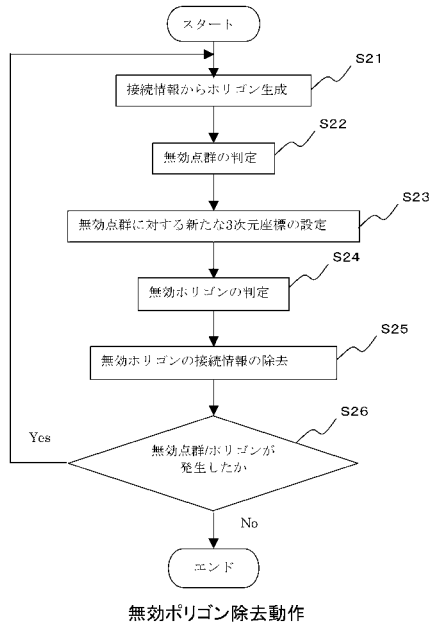 スタート
S21
接続情報からポリゴン生成
S22
無効点群の判定
S23
無効点群に対する新たな3次元座標の設定
S24
無効ポリゴンの判定
S25
無効ポリゴンの接続情報の除去
S26
無効点群/ポリゴンが
発生したか
Yes
No
エンド
無効ポリゴン除去動作